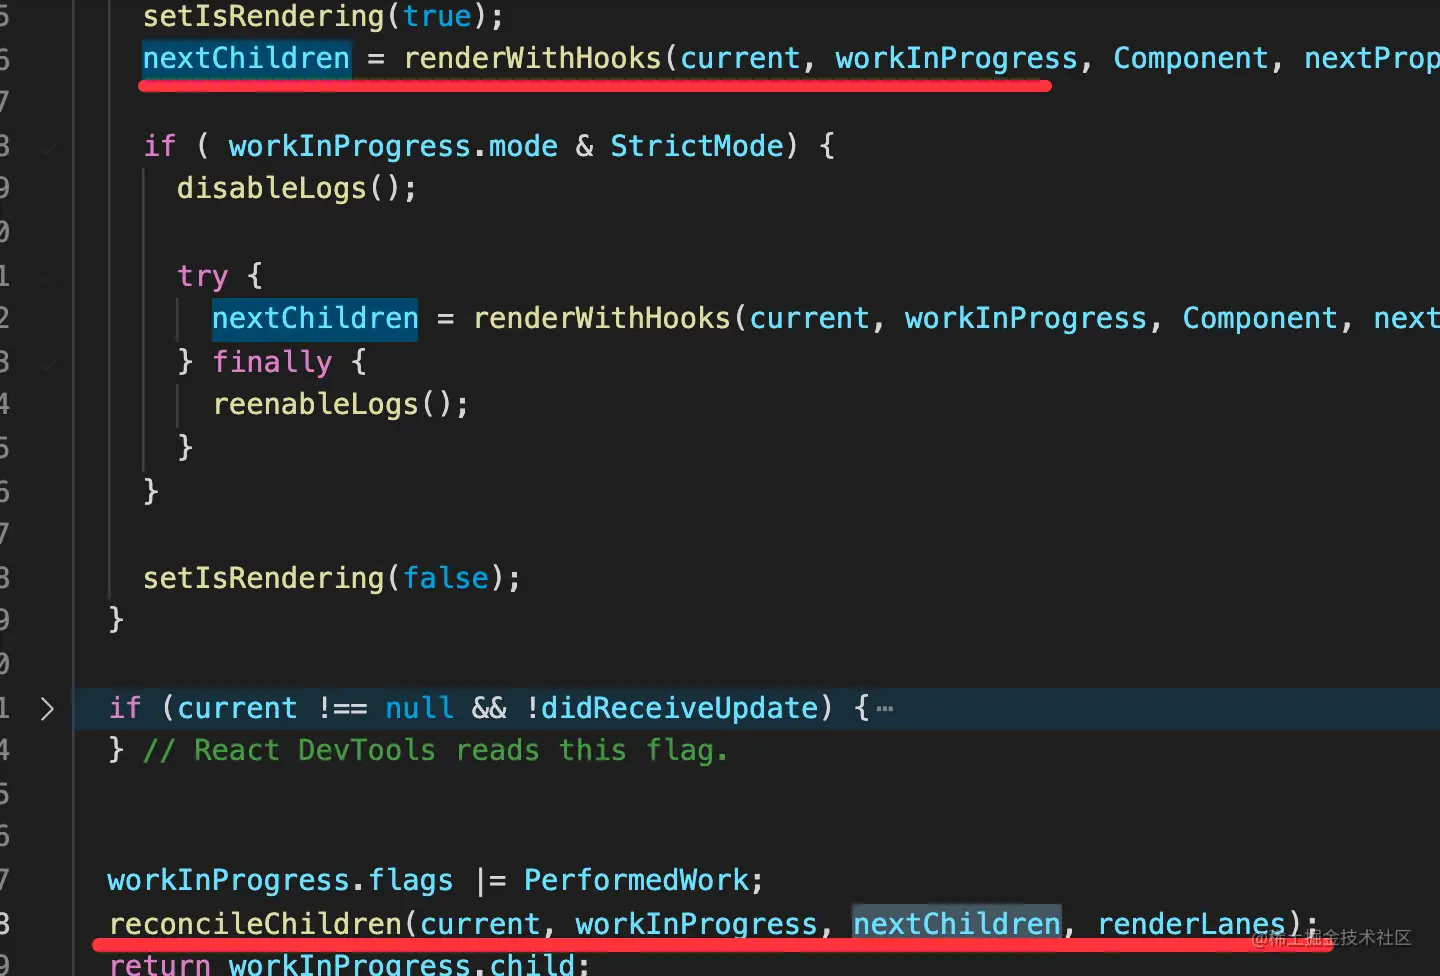 5 setIsRendering(true);
6 nextChildren = renderWithHooks(current, workInProgress, Component, nextProp
7
8 if ( workInProgress.mode & StrictMode) {
9 disableLogs();
0
1 try {
2 nextChildren = renderWithHooks(current, workInProgress, Component, next
3 } finally {
4 reenableLogs();
5 }
6 }
7
8 setIsRendering(false);
9 }
0
1 if (current !== null && !didReceiveUpdate) {⋯
4 } // React DevTools reads this flag.
5
6
7 workInProgress.flags |= PerformedWork;
8 reconcileChildren(current, workInProgress, nextChildren, renderLanes);
@稀土掘金技术社区
9 return workInProgress.child;